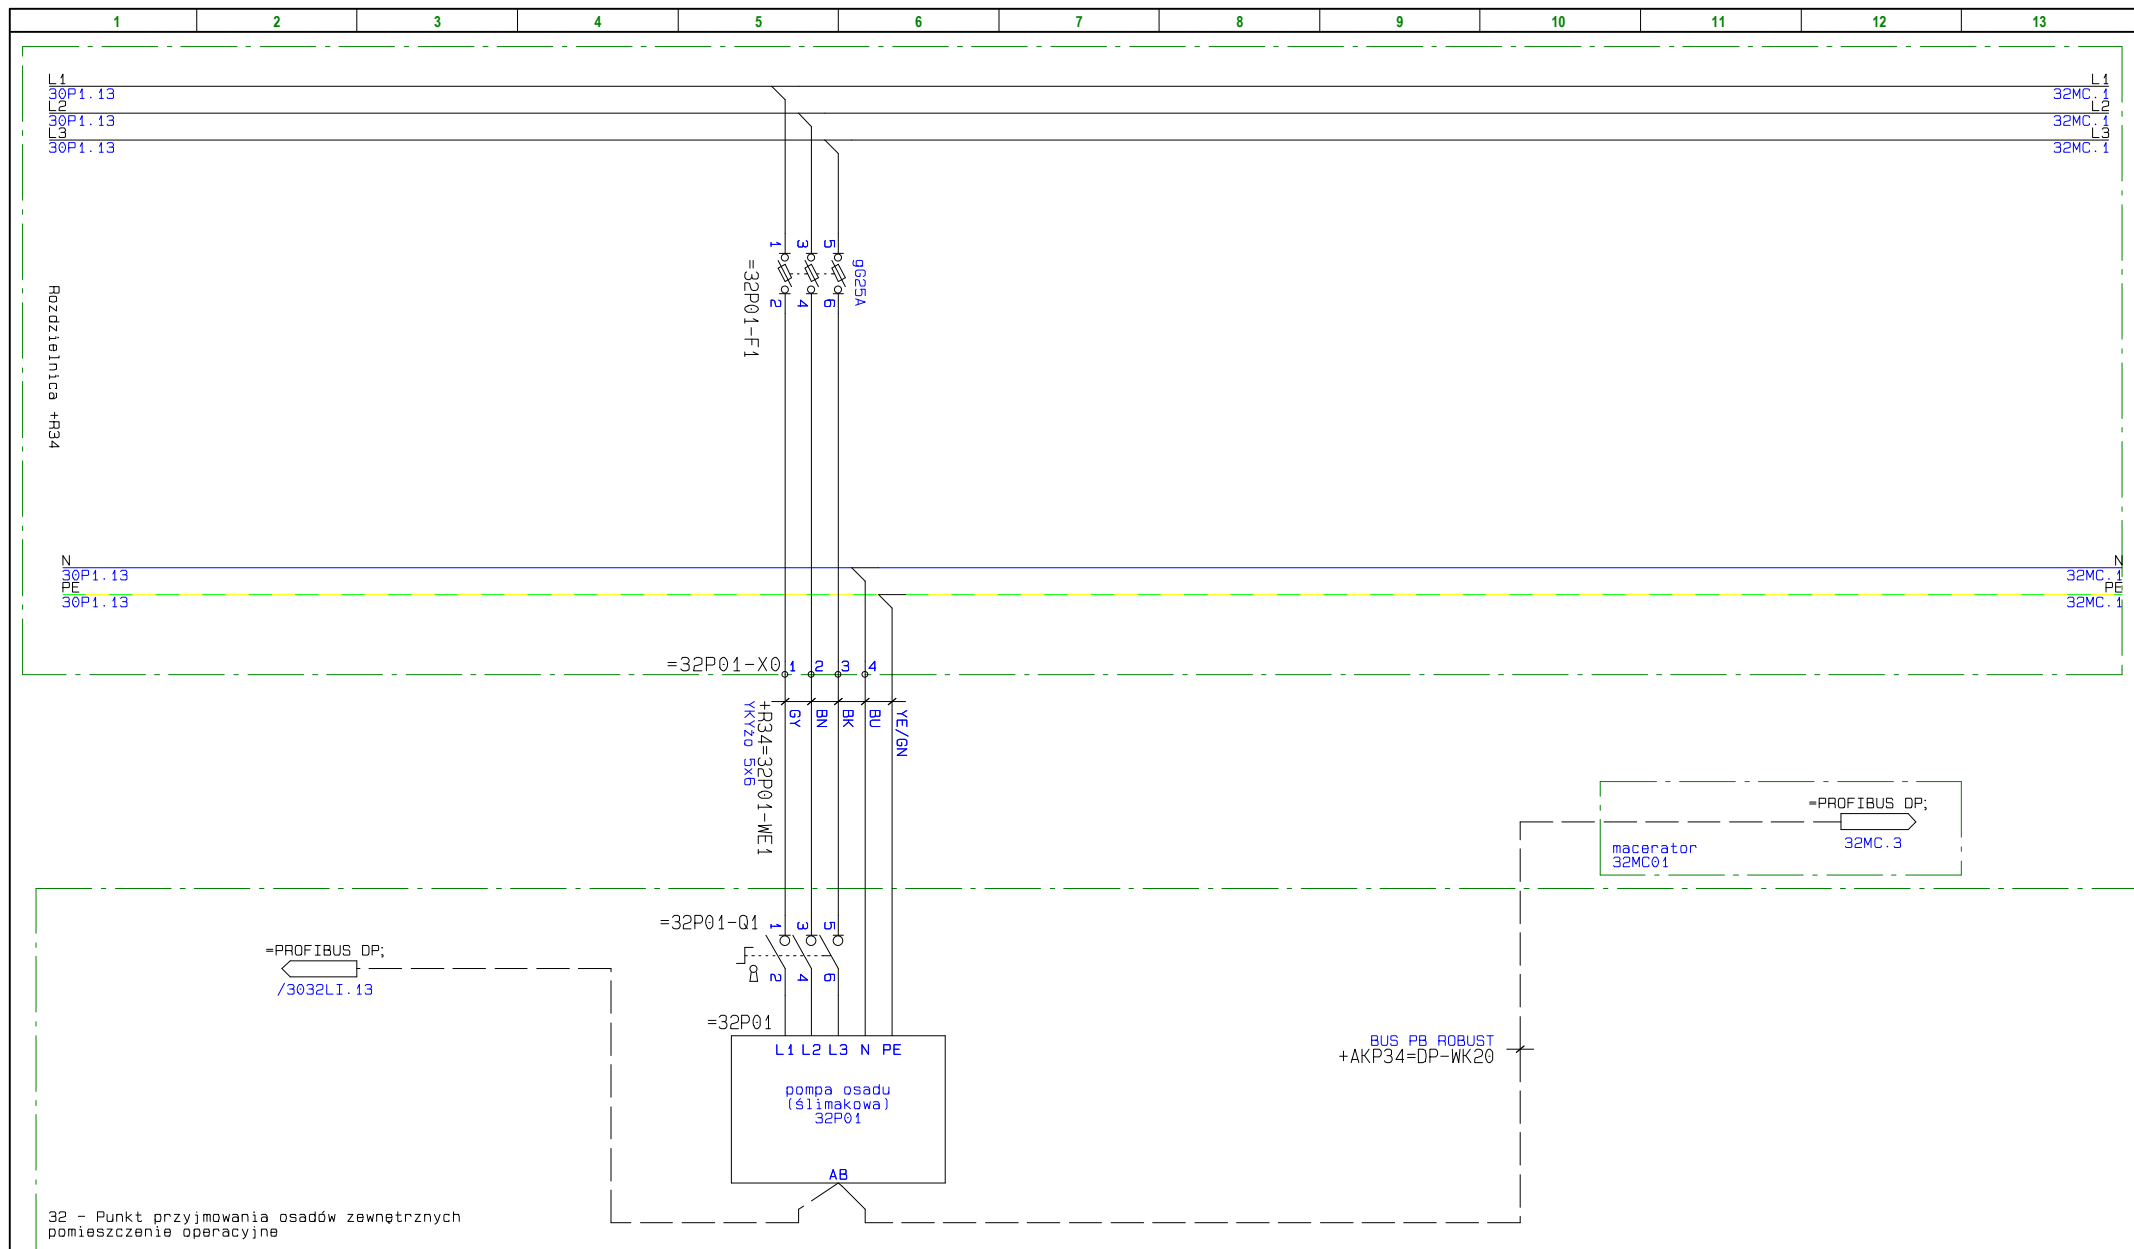 1 2 3 4 5 6 7 8 9 10 11 12 13
L1
30P1.13
L2
30P1.13
L3
30P1.13
L1
32MC.1
L2
32MC.1
L3
32MC.1
Rozdzielnica +R34
=32P01-F1
1 3 5
2 4 6
gG25A
N
30P1.13
PE
30P1.13
N
32MC.1
PE
32MC.1
=32P01-X0 1 2 3 4
+R34=32P01-WE1
YKYżo 5x6
GY BN BK BU YE/GN
=PROFIBUS DP;
32MC.3
macerator
32MC01
=32P01-Q1 1 3 5
2 4 6
=PROFIBUS DP;
/3032LI.13
=32P01
L1 L2 L3 N PE
pompa osadu
(ślimakowa)
32P01
AB
BUS PB ROBUST
+AKP34=DP-WK20
32 - Punkt przyjmowania osadów zewnętrznych
pomieszczenie operacyjne